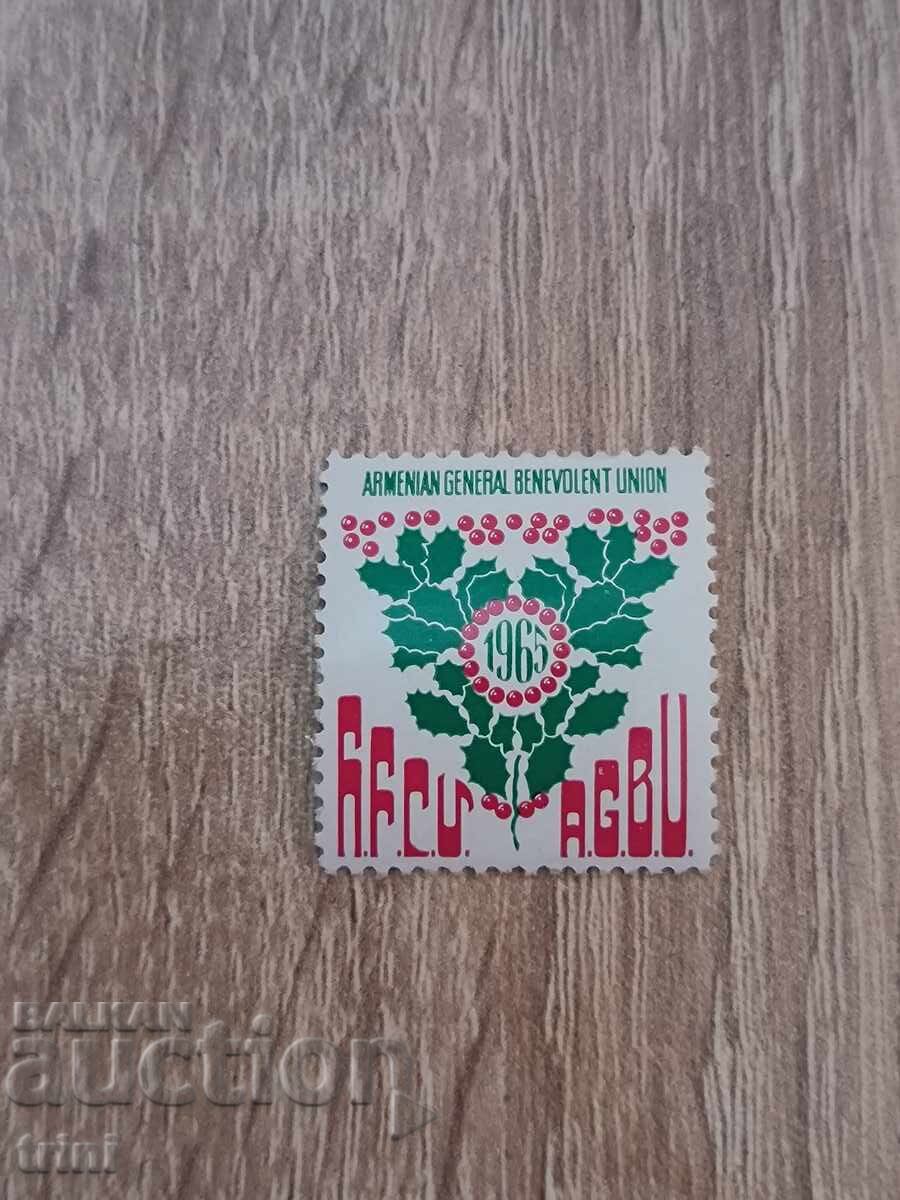 ARMENIAN GENERAL BENEVOLENT UNION
1965
Հ.Բ.Ը.Մ. A.G.B.U.
BALKAN
auction
trini